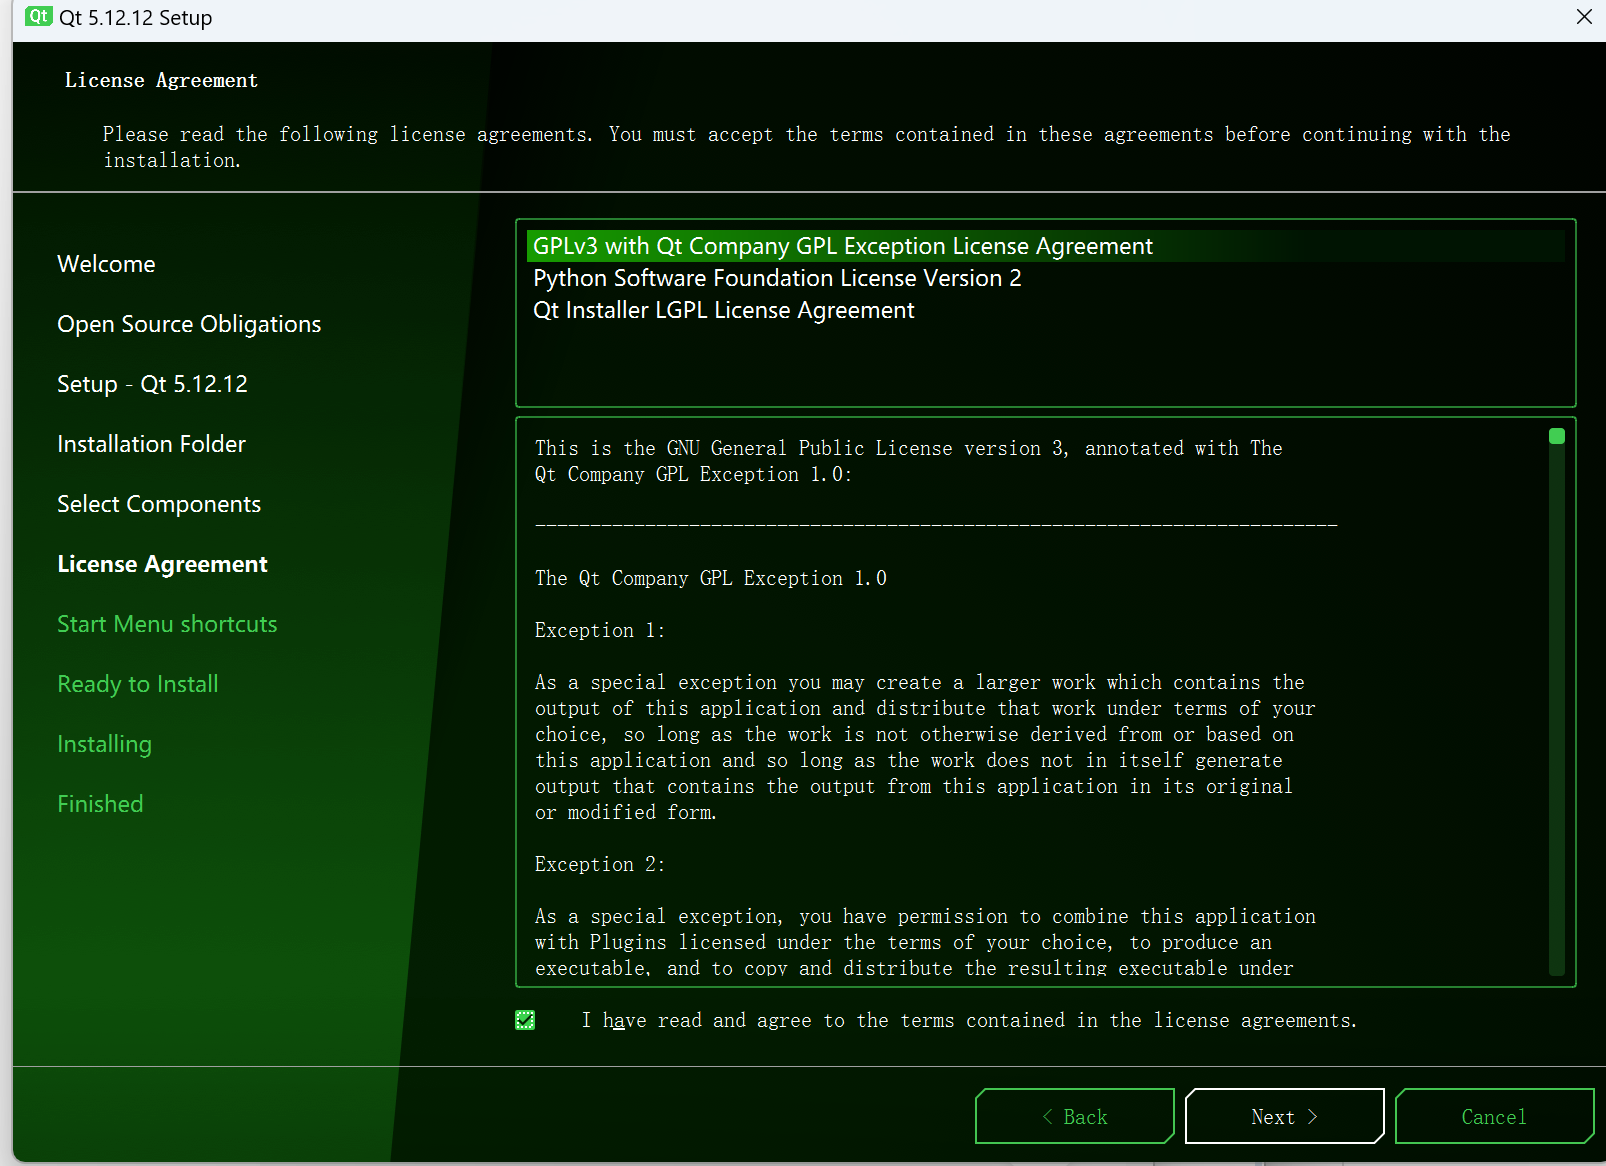 Qt Qt 5.12.12 Setup
License Agreement
Please read the following license agreements. You must accept the terms contained in these agreements before continuing with the
installation.
Welcome
Open Source Obligations
Setup - Qt 5.12.12
Installation Folder
Select Components
License Agreement
Start Menu shortcuts
Ready to Install
Installing
Finished
GPLv3 with Qt Company GPL Exception License Agreement
Python Software Foundation License Version 2
Qt Installer LGPL License Agreement
This is the GNU General Public License version 3, annotated with The
Qt Company GPL Exception 1.0:
-------------------------------------------------------------------------
The Qt Company GPL Exception 1.0
Exception 1:
As a special exception you may create a larger work which contains the
output of this application and distribute that work under terms of your
choice, so long as the work is not otherwise derived from or based on
this application and so long as the work does not in itself generate
output that contains the output from this application in its original
or modified form.
Exception 2:
As a special exception, you have permission to combine this application
with Plugins licensed under the terms of your choice, to produce an
executable, and to copy and distribute the resulting executable under
I have read and agree to the terms contained in the license agreements.
< Back
Next >
Cancel